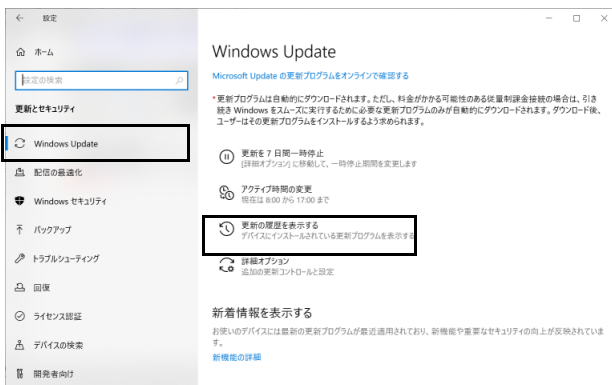 設定
ホーム
設定の検索
更新とセキュリティ
Windows Update
配信の最適化
Windows セキュリティ
バックアップ
トラブルシューティング
回復
ライセンス認証
デバイスの検索
開発者向け
Windows Update
Microsoft Update の更新プログラムをオンラインで確認する
*更新プログラムは自動的にダウンロードされます。ただし、料金がかかる可能性のある従量制課金接続の場合は、引き
続き Windows をスムーズに実行するために必要な更新プログラムのみが自動的にダウンロードされます。ダウンロード後、
ユーザーはその更新プログラムをインストールするよう求められます。
更新を 7 日間一時停止
[詳細オプション] に移動して、一時停止期間を変更します
アクティブ時間の変更
現在は 8:00 から 17:00 まで
更新の履歴を表示する
デバイスにインストールされている更新プログラムを表示する
詳細オプション
追加の更新コントロールと設定
新着情報を表示する
お使いのデバイスには最新の更新プログラムが最近適用されており、新機能や重要なセキュリティの向上が反映されていま
す。
新機能の詳細